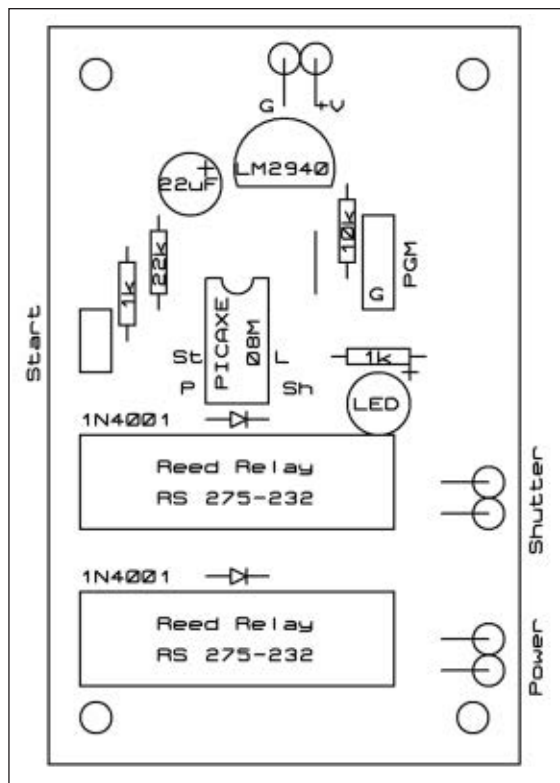 G +V
LM2940
+
22uF
10k
22k
1k
PGM
G
Start
PICAXE
08M
St L
P Sh
1k
+
LED
1N4001
Reed Relay
RS 275-232
Shutter
1N4001
Reed Relay
RS 275-232
Power